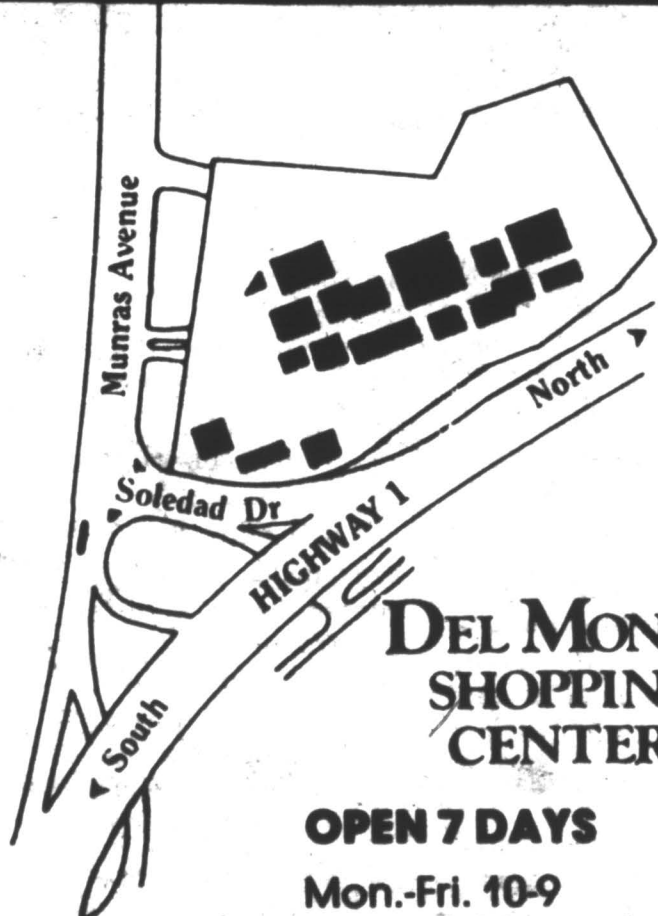 Munras Avenue
North
Soledad Dr
HIGHWAY 1
South
DEL MON
SHOPPIN
CENTER
OPEN 7 DAYS
Mon.-Fri. 10-9